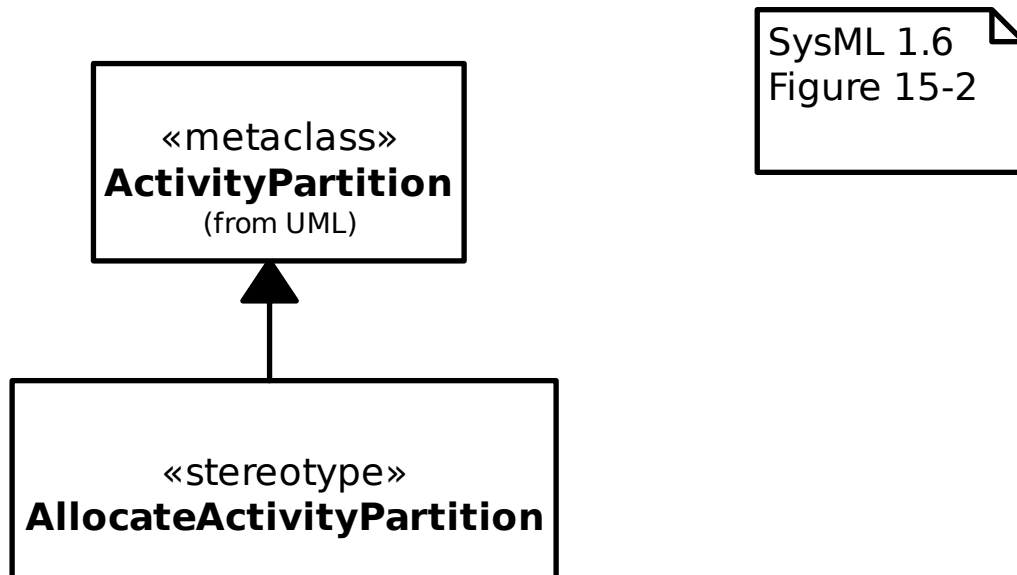 SysML 1.6
Figure 15-2
«metaclass»
ActivityPartition
(from UML)
«stereotype»
AllocateActivityPartition